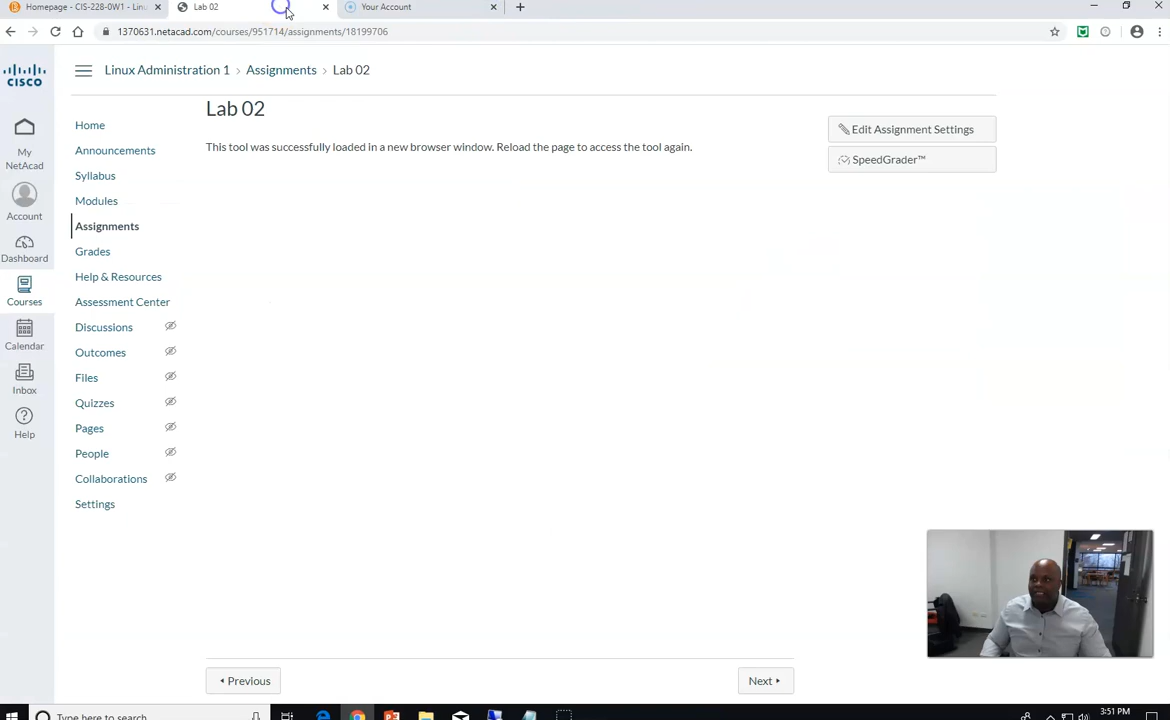 Homepage - CIS-228-0W1 - Linu
Lab 02
Your Account
1370631.netacad.com/courses/951714/assignments/18199706
CISCO
Linux Administration 1 › Assignments › Lab 02
Lab 02
This tool was successfully loaded in a new browser window. Reload the page to access the tool again.
Edit Assignment Settings
SpeedGrader™
My
NetAcad
Account
Dashboard
Courses
Calendar
Inbox
Help
Home
Announcements
Syllabus
Modules
Assignments
Grades
Help & Resources
Assessment Center
Discussions
Outcomes
Files
Quizzes
Pages
People
Collaborations
Settings
Previous
Next
Type here to search
3:51 PM